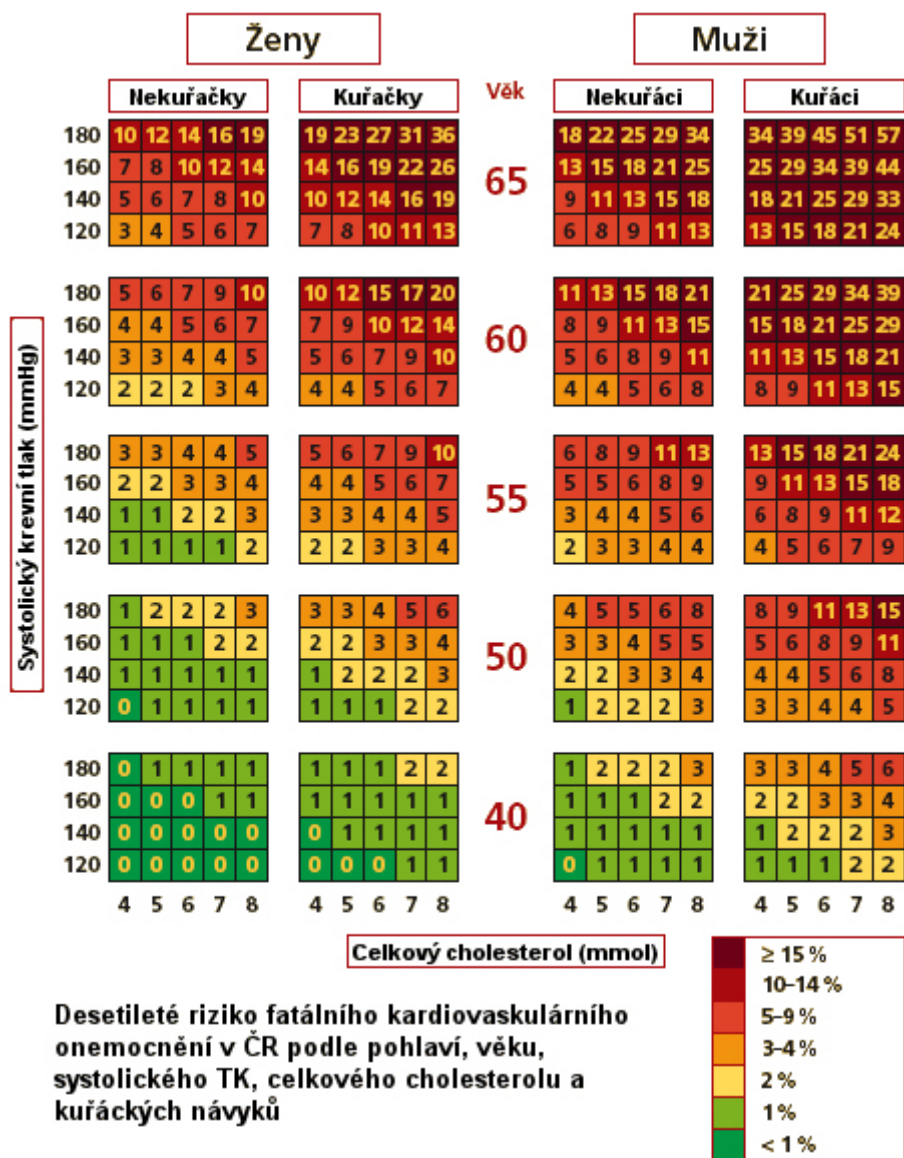 Ženy Muži
Nekuřačky Kuřačky Věk Nekuřáci Kuřáci
180 10 12 14 16 19 19 23 27 31 36 18 22 25 29 34 34 39 45 51 57
160 7 8 10 12 14 14 16 19 22 26 13 15 18 21 25 25 29 34 39 44
65
140 5 6 7 8 10 10 12 14 16 19 9 11 13 15 18 18 21 25 29 33
120 3 4 5 6 7 7 8 10 11 13 6 8 9 11 13 13 15 18 21 24
180 5 6 7 9 10 10 12 15 17 20 11 13 15 18 21 21 25 29 34 39
160 4 4 5 6 7 7 9 10 12 14 8 9 11 13 15 15 18 21 25 29
60
140 3 3 4 4 5 5 6 7 9 10 5 6 8 9 11 11 13 15 18 21
120 2 2 2 3 4 4 4 5 6 7 4 4 5 6 8 8 9 11 13 15
Systolický krevní tlak (mmHg)
180 3 3 4 4 5 5 6 7 9 10 6 8 9 11 13 13 15 18 21 24
160 2 2 3 3 4 4 4 5 6 7 5 5 6 8 9 9 11 13 15 18
55
140 1 1 2 2 3 3 3 4 4 5 3 4 4 5 6 6 8 9 11 12
120 1 1 1 1 2 2 2 3 3 4 2 3 3 4 4 4 5 6 7 9
180 1 2 2 2 3 3 3 4 5 6 4 5 5 6 8 8 9 11 13 15
160 1 1 1 2 2 2 2 3 3 4 3 3 4 5 5 5 6 8 9 11
50
140 1 1 1 1 1 1 2 2 2 3 2 2 3 3 4 4 4 5 6 8
120 0 1 1 1 1 1 1 1 2 2 1 2 2 2 3 3 3 4 4 5
180 0 1 1 1 1 1 1 1 2 2 1 2 2 2 3 3 3 4 5 6
160 0 0 0 1 1 1 1 1 1 1 1 1 1 2 2 2 2 3 3 4
40
140 0 0 0 0 0 0 1 1 1 1 1 1 1 1 1 1 2 2 2 3
120 0 0 0 0 0 0 0 0 1 1 0 1 1 1 1 1 1 1 2 2
4 5 6 7 8 4 5 6 7 8 4 5 6 7 8 4 5 6 7 8
Celkový cholesterol (mmol)
≥ 15 %
10–14 %
5–9 %
3–4 %
2 %
1 %
< 1 %
Desetileté riziko fatálního kardiovaskulárního
onemocnění v ČR podle pohlaví, věku,
systolického TK, celkového cholesterolu a
kuřáckých návyků